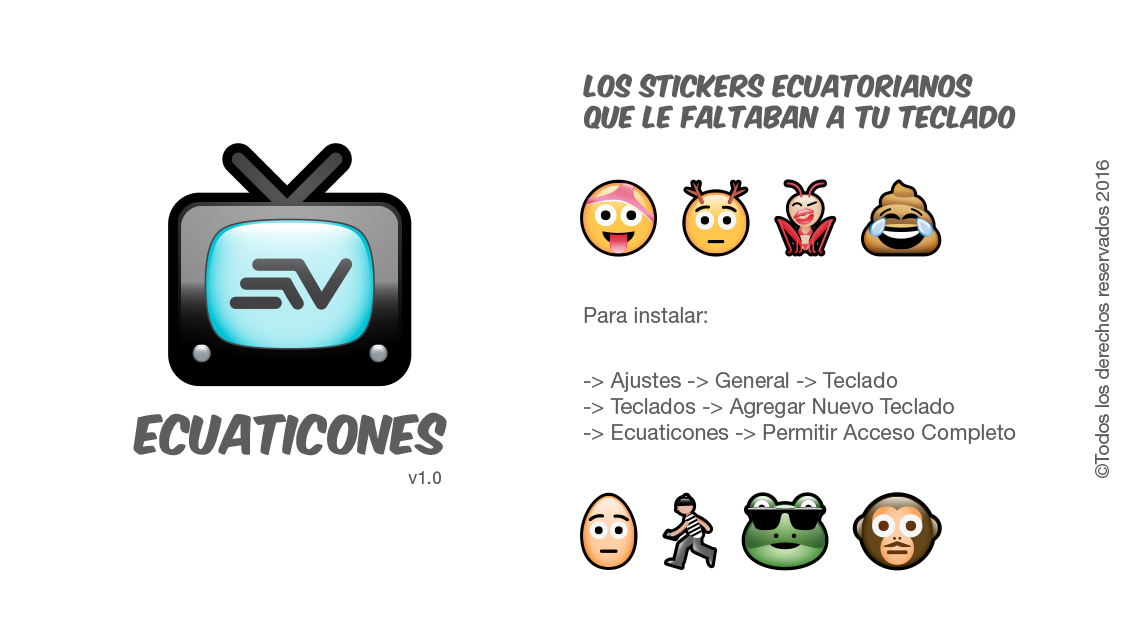 ECUATICONES
v1.0
LOS STICKERS ECUATORIANOS
QUE LE FALTABAN A TU TECLADO
Para instalar:
-> Ajustes -> General -> Teclado
-> Teclados -> Agregar Nuevo Teclado
-> Ecuaticones -> Permitir Acceso Completo
©Todos los derechos reservados 2016